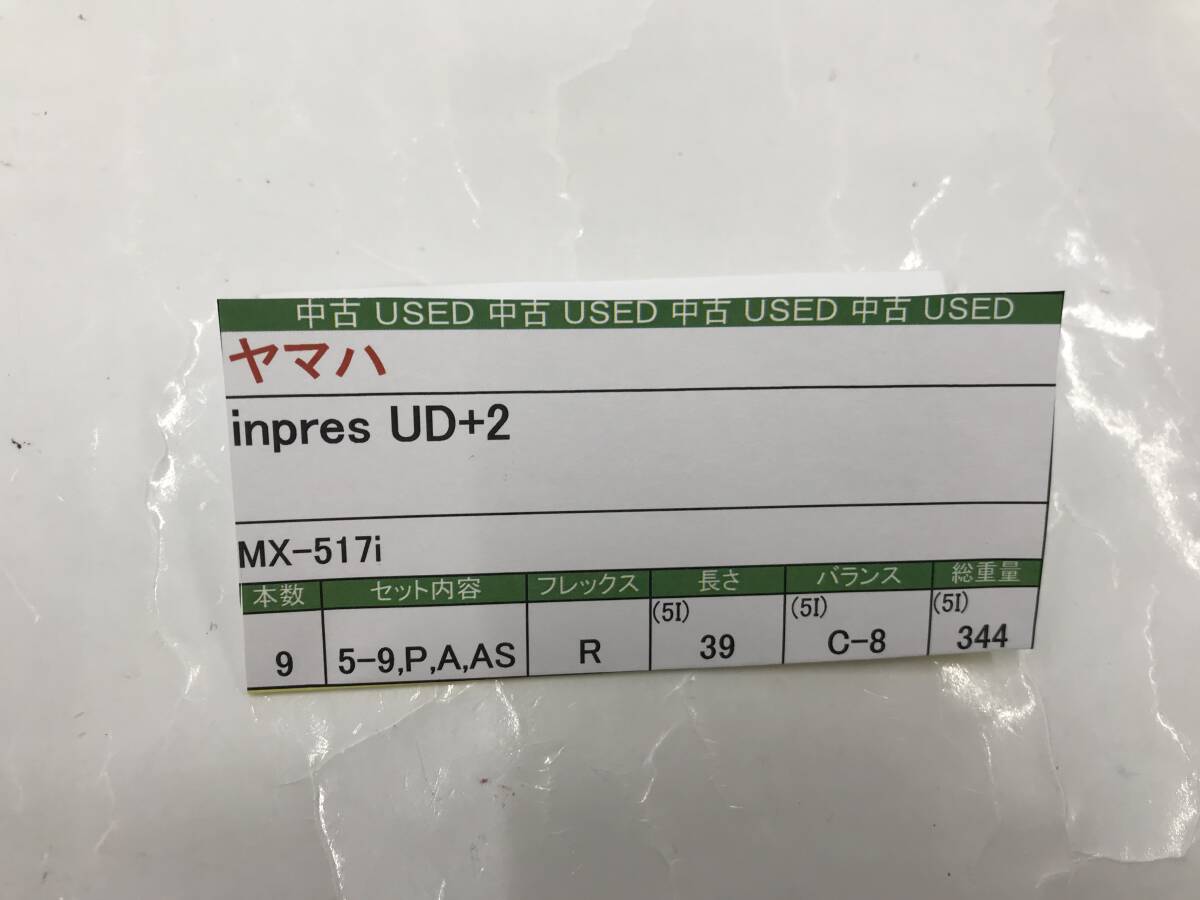 中古 USED 中古 USED 中古 USED 中古 USED
ヤマハ
inpres UD+2
MX-517i
本数 セット内容 フレックス 長さ バランス 総重量
(5I) (5I) (5I)
9 5-9,P,A,AS R 39 C-8 344